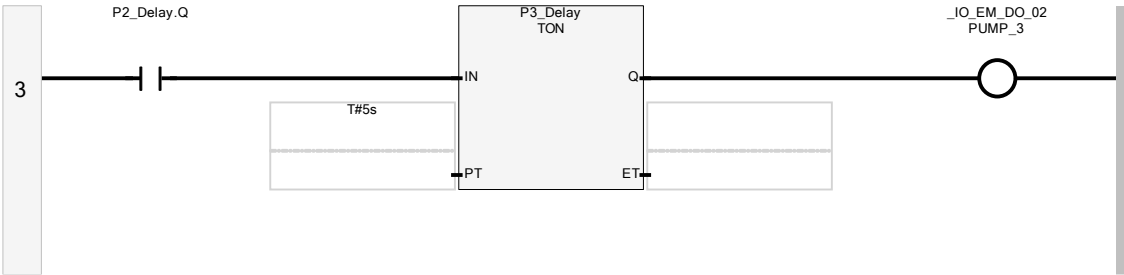 P2_Delay.Q
P3_Delay
TON
_IO_EM_DO_02
PUMP_3
3
IN
Q
T#5s
PT
ET